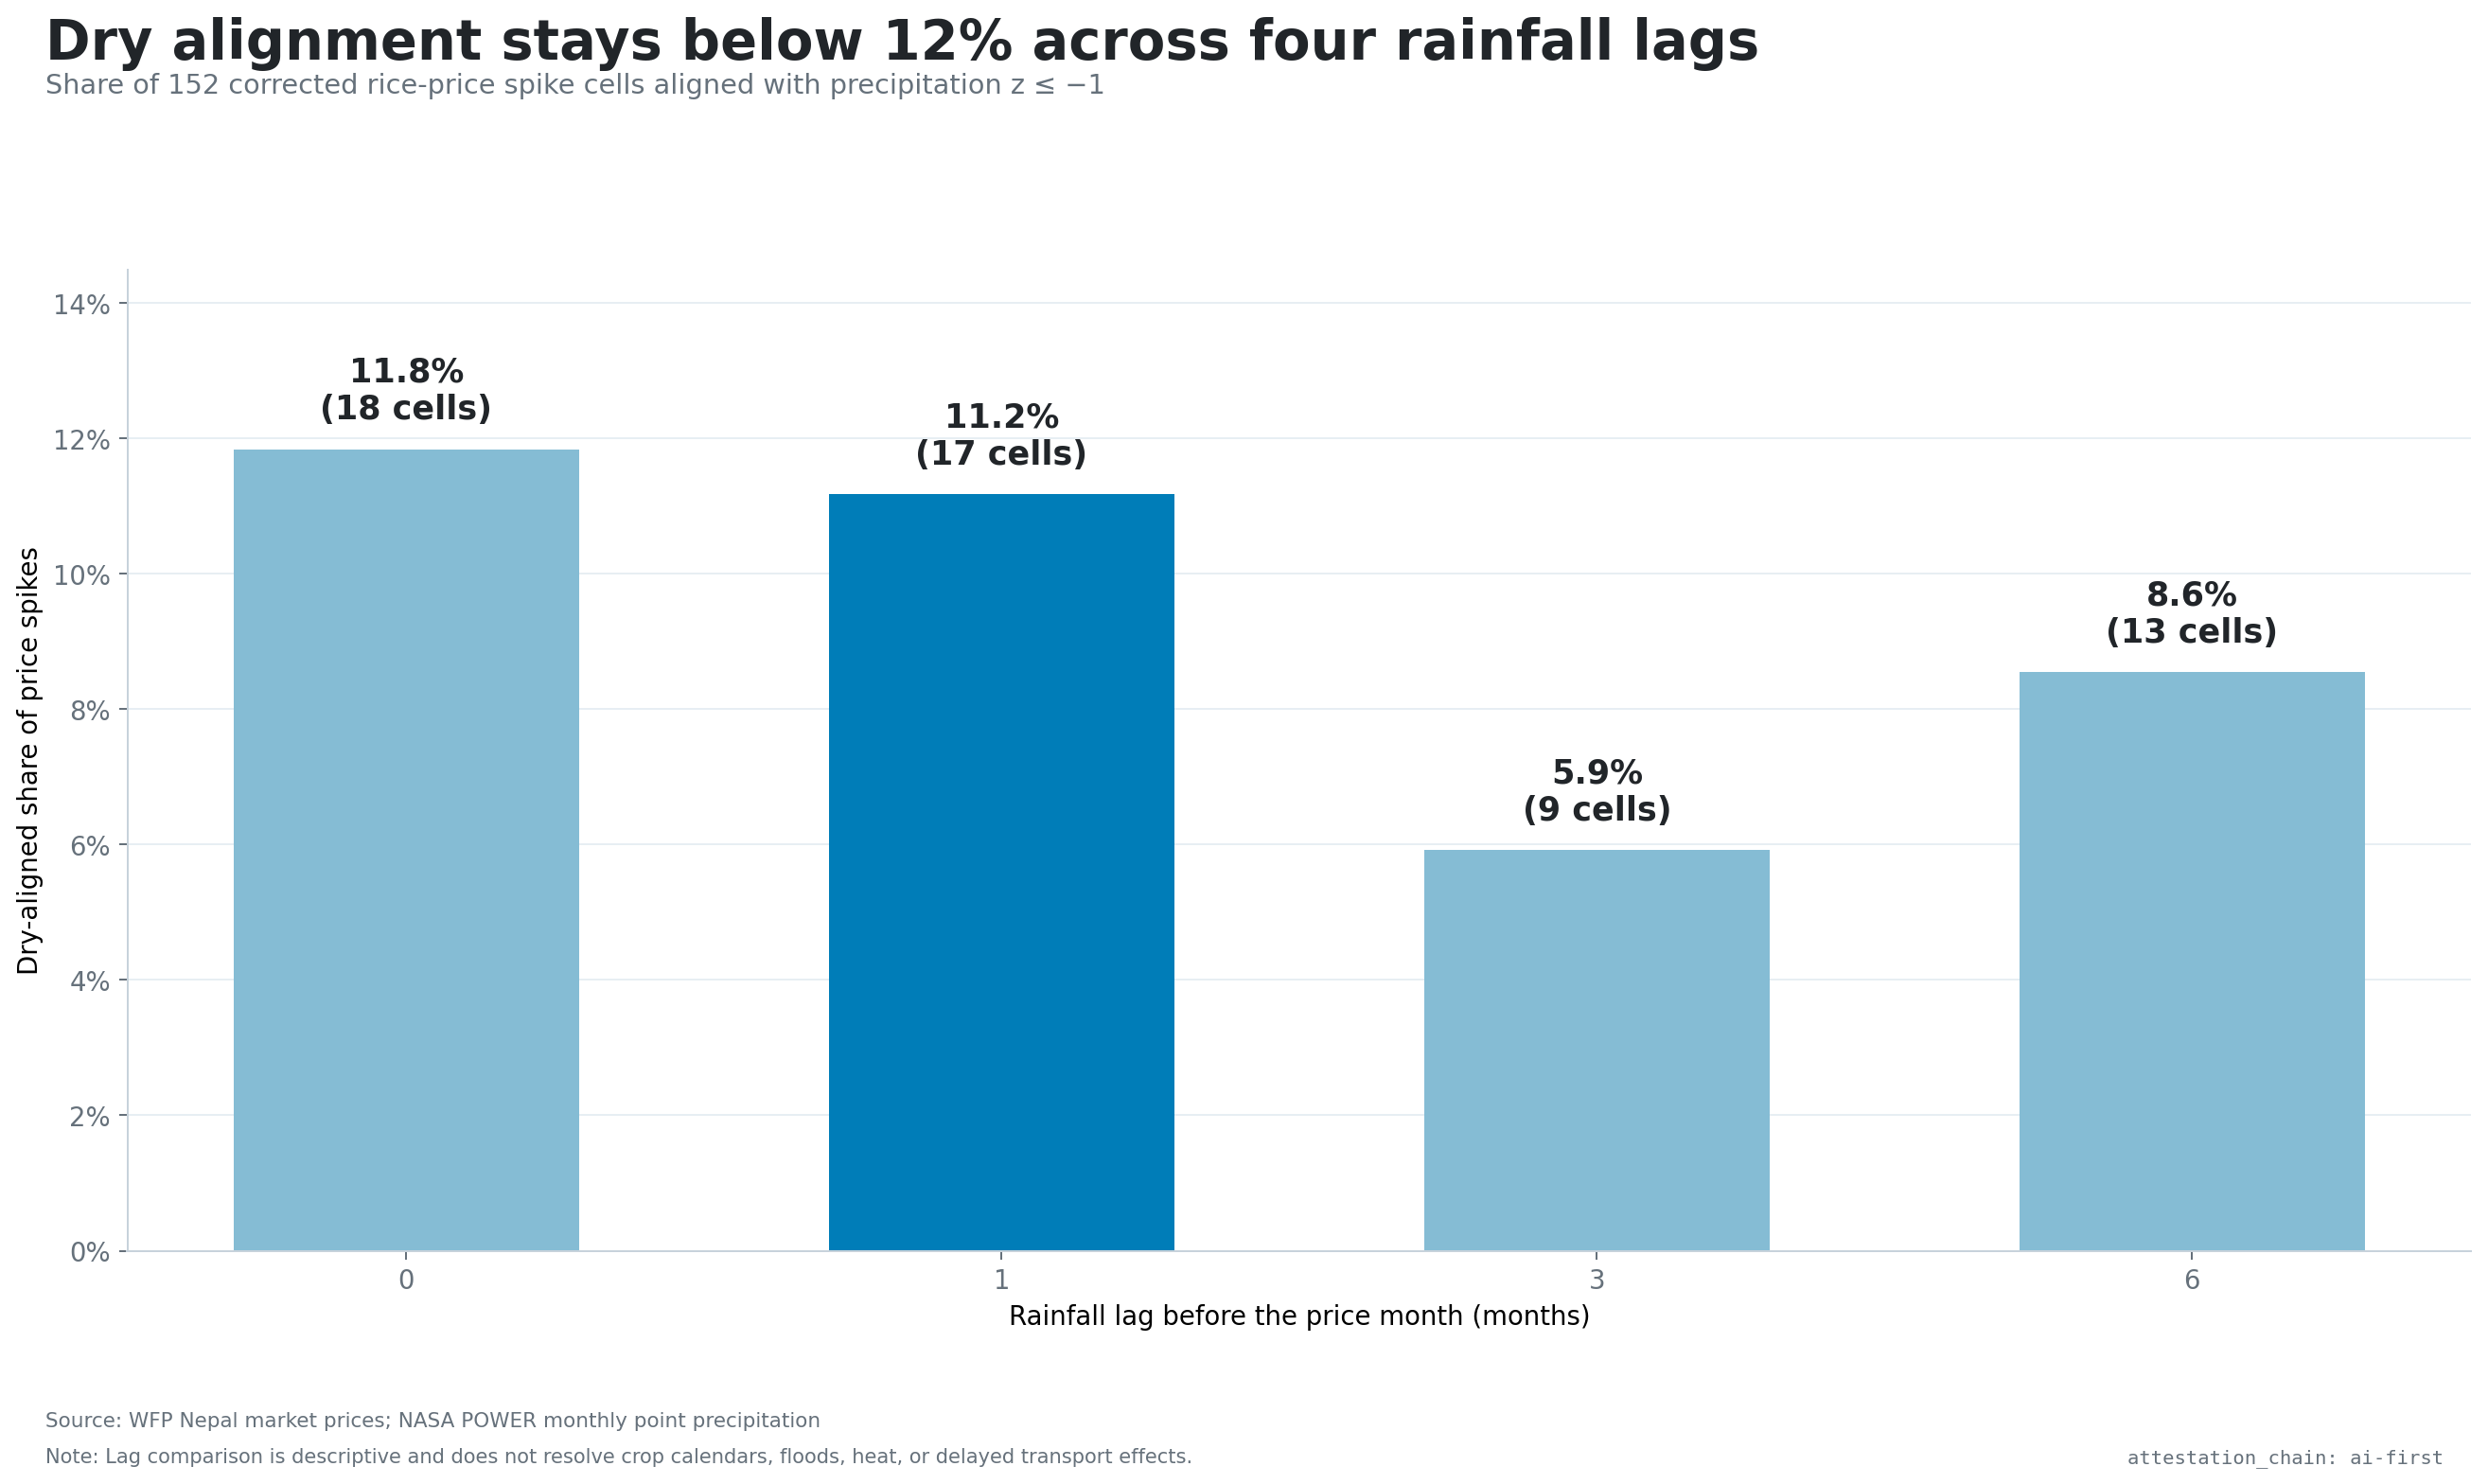 Dry alignment stays below 12% across four rainfall lags
Share of 152 corrected rice-price spike cells aligned with precipitation z ≤ −1
Dry-aligned share of price spikes
14%
12%
10%
8%
6%
4%
2%
0%
11.8%
(18 cells)
11.2%
(17 cells)
5.9%
(9 cells)
8.6%
(13 cells)
0
1
3
6
Rainfall lag before the price month (months)
Source: WFP Nepal market prices; NASA POWER monthly point precipitation
Note: Lag comparison is descriptive and does not resolve crop calendars, floods, heat, or delayed transport effects.
attestation_chain: ai-first